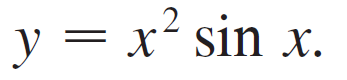 y = x² sin x.